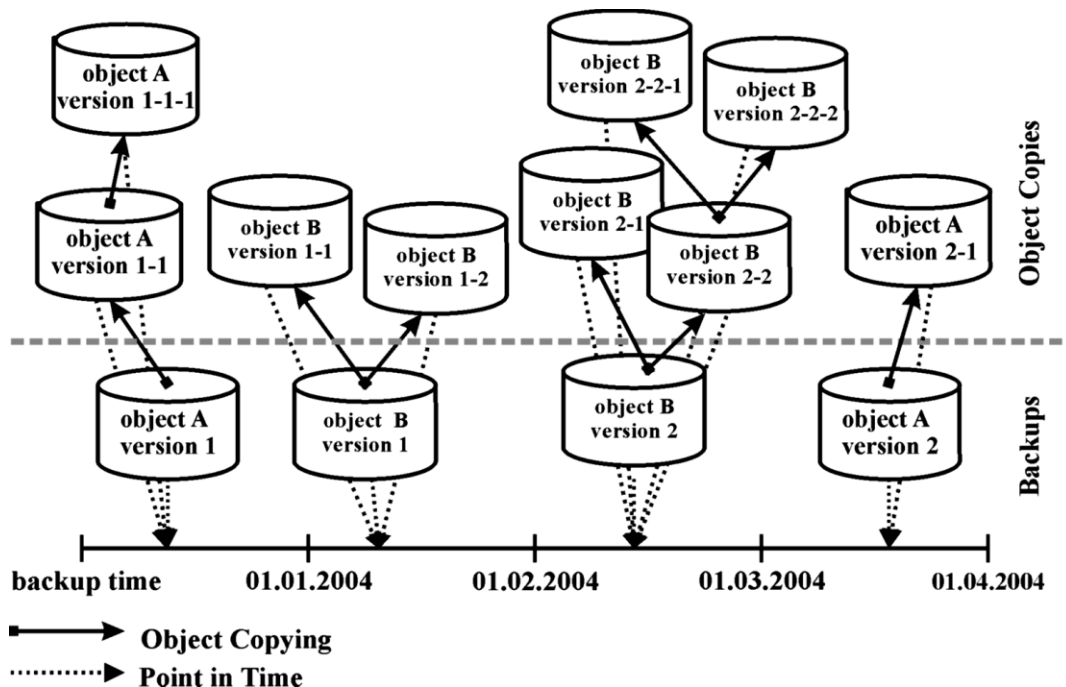 object A
version 1-1-1
object B
version 2-2-1
object B
version 2-2-2
object A
version 1-1
object B
version 1-1
object B
version 1-2
object B
version 2-1
object B
version 2-2
object A
version 2-1
Object Copies
object A
version 1
object B
version 1
object B
version 2
object A
version 2
Backups
backup time
01.01.2004
01.02.2004
01.03.2004
01.04.2004
Object Copying
Point in Time